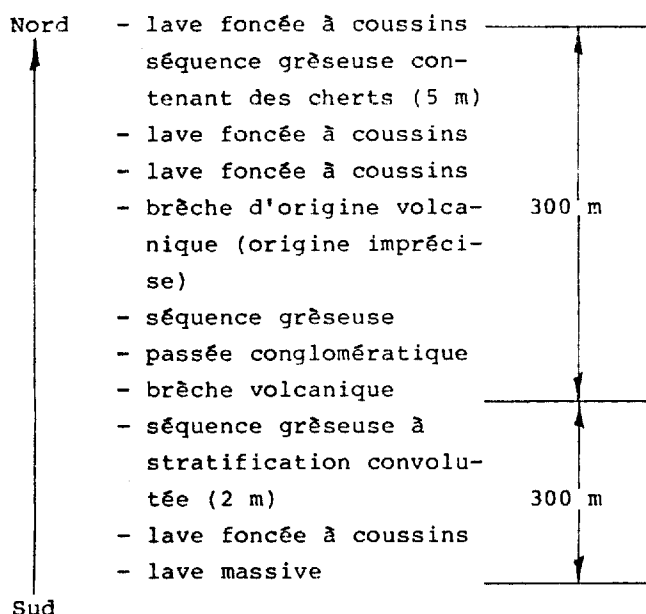 Nord - lave foncée à coussins
séquence grèseuse con-
tenant des cherts (5 m)
- lave foncée à coussins
- lave foncée à coussins
- brèche d'origine volca- 300 m
nique (origine impréci-
se)
- séquence grèseuse
- passée conglomératique
- brèche volcanique
- séquence grèseuse à
stratification convolu-
tée (2 m) 300 m
- lave foncée à coussins
- lave massive
Sud